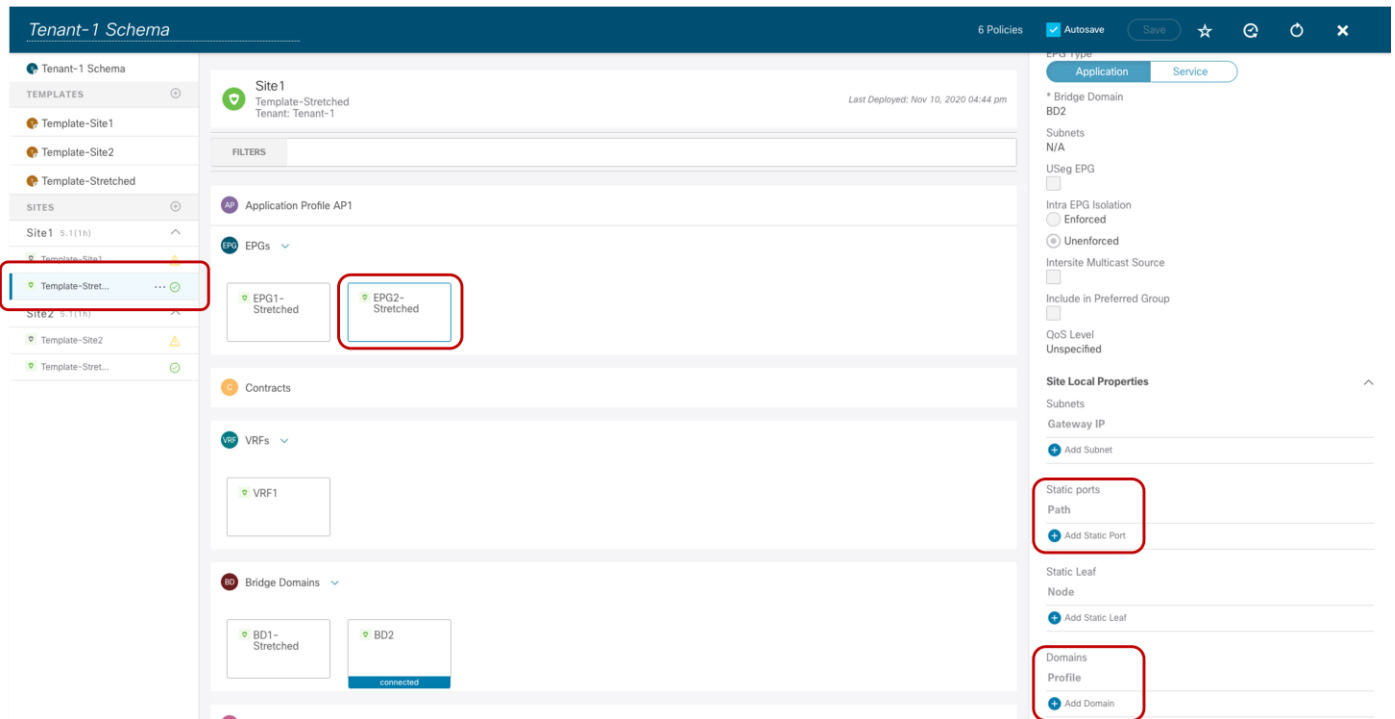 Tenant-1 Schema
6 Policies
Autosave
Save
Tenant-1 Schema
TEMPLATES
Template-Site1
Template-Site2
Template-Stretched
SITES
Site1 5.1(1h)
Template-Site1
Template-Stret...
Site2 5.1(1h)
Template-Site2
Template-Stret...
Site1
Template-Stretched
Tenant: Tenant-1
Last Deployed: Nov 10, 2020 04:44 pm
FILTERS
AP Application Profile AP1
EPG EPGs
EPG1-
Stretched
EPG2-
Stretched
C Contracts
VRF VRFs
VRF1
BD Bridge Domains
BD1-
Stretched
BD2
connected
EPG Type
Application
Service
* Bridge Domain
BD2
Subnets
N/A
USeg EPG
Intra EPG Isolation
Enforced
Unenforced
Intersite Multicast Source
Include in Preferred Group
QoS Level
Unspecified
Site Local Properties
Subnets
Gateway IP
Add Subnet
Static ports
Path
Add Static Port
Static Leaf
Node
Add Static Leaf
Domains
Profile
Add Domain